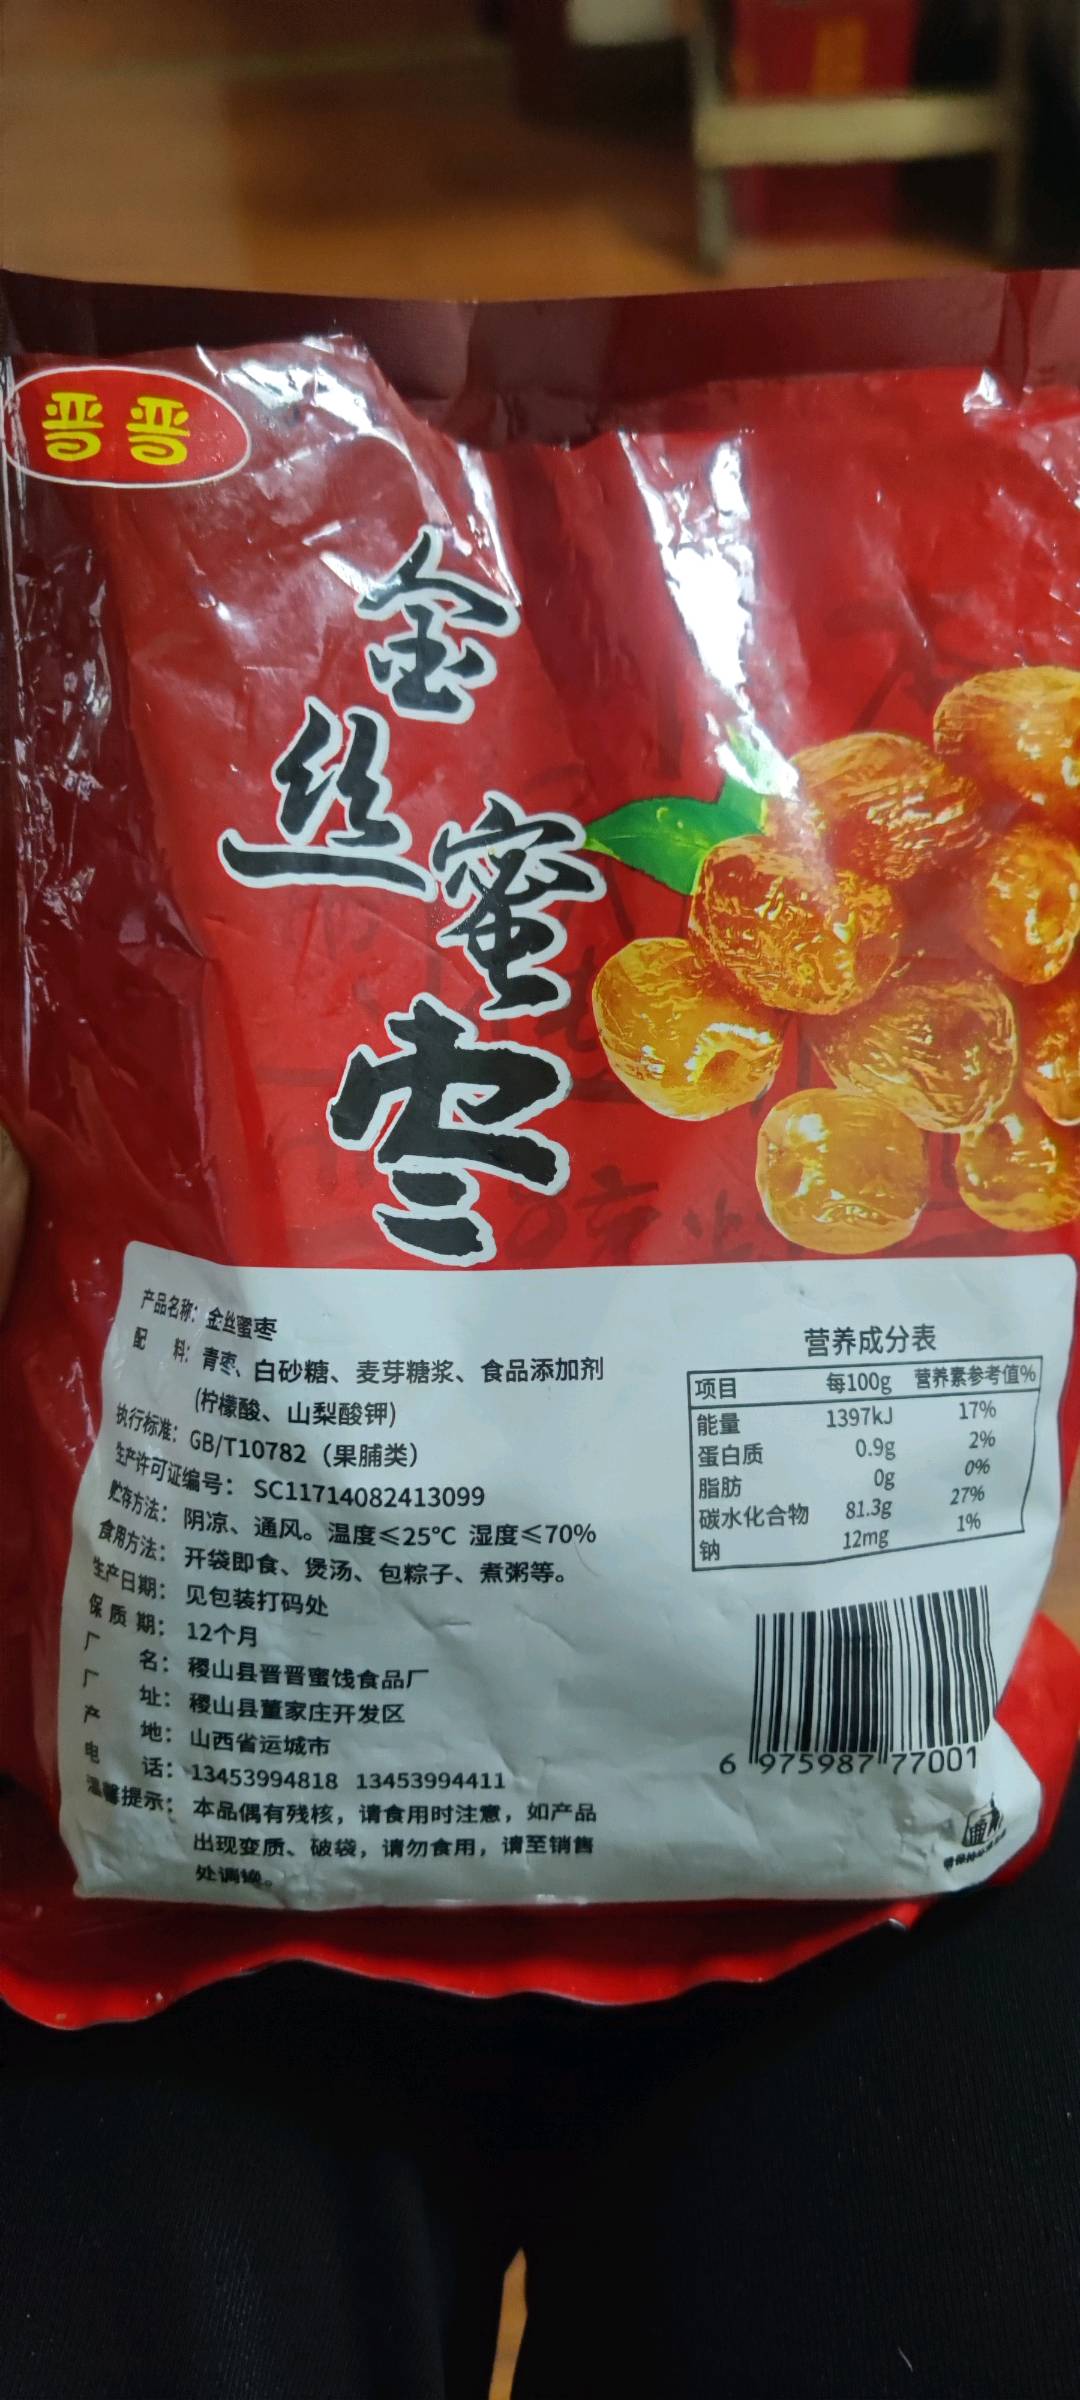 晋晋
金丝蜜枣
产品名称：金丝蜜枣
配 料：青枣、白砂糖、麦芽糖浆、食品添加剂
(柠檬酸、山梨酸钾)
执行标准：GB/T10782（果脯类）
生产许可证编号：SC11714082413099
贮存方法：阴凉、通风。温度≤25℃ 湿度≤70%
食用方法：开袋即食、煲汤、包粽子、煮粥等。
生产日期：见包装打码处
保 质 期：12个月
厂 名：稷山县晋晋蜜饯食品厂
厂 址：稷山县董家庄开发区
产 地：山西省运城市
电 话：13453994818 13453994411
温馨提示：本品偶有残核，请食用时注意，如产品
出现变质、破袋，请勿食用，请至销售
处调换。
营养成分表
项目 每100g 营养素参考值%
能量 1397kJ 17%
蛋白质 0.9g 2%
脂肪 0g 0%
碳水化合物 81.3g 27%
钠 12mg 1%
6 975987 77001